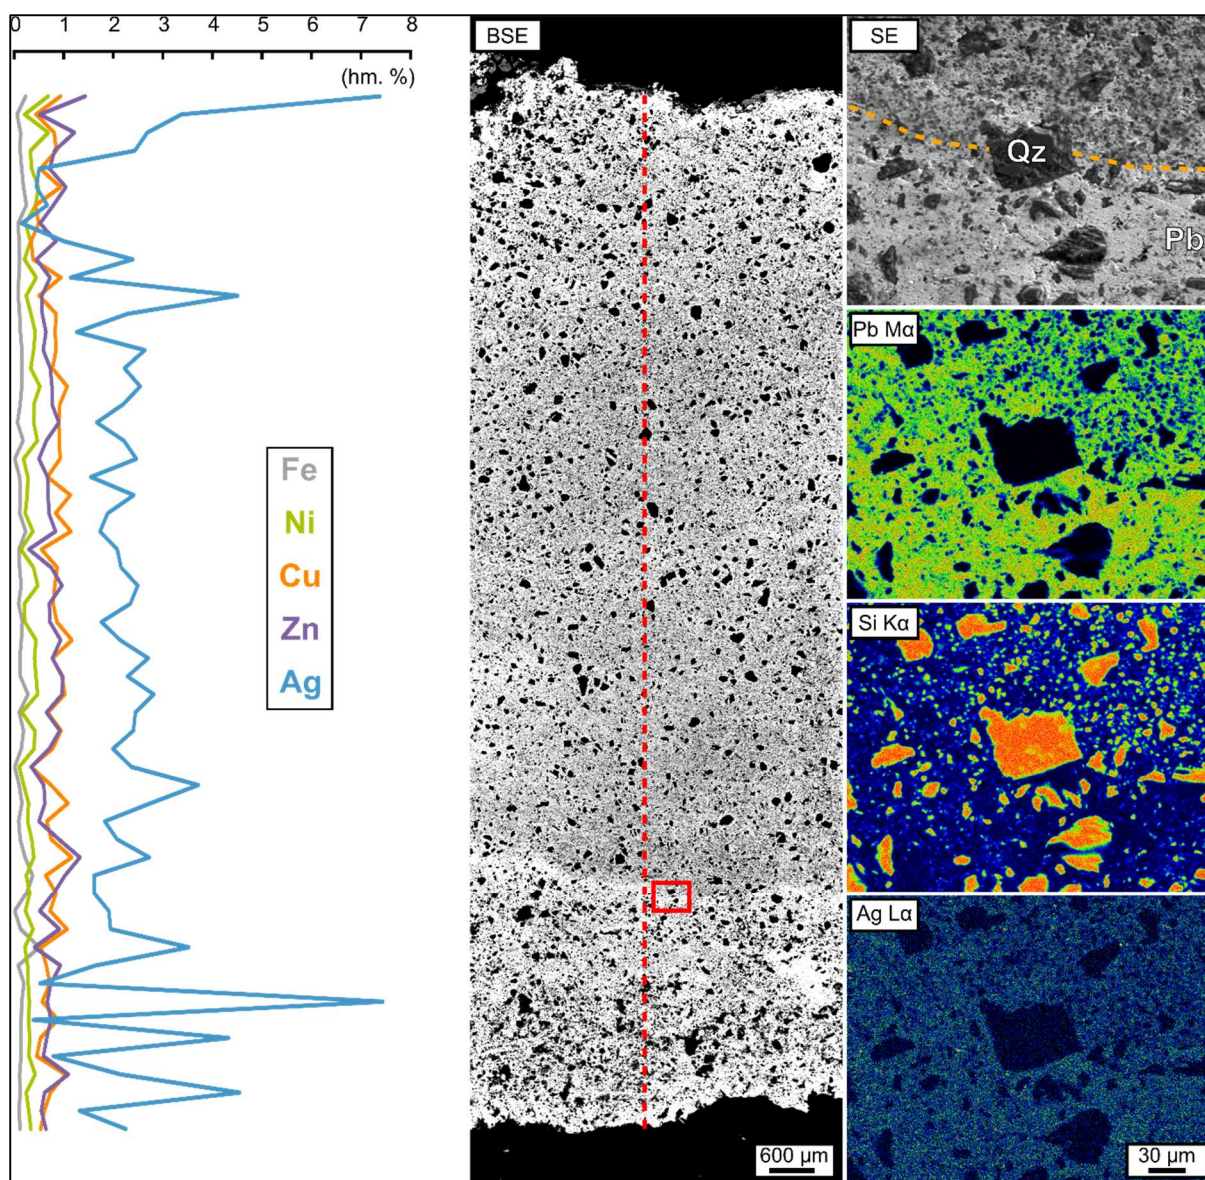 0 1 2 3 4 5 6 7 8
(hm. %)
Fe
Ni
Cu
Zn
Ag
BSE
600 µm
SE
Qz
Pb
Pb Mα
Si Kα
Ag Lα
30 µm